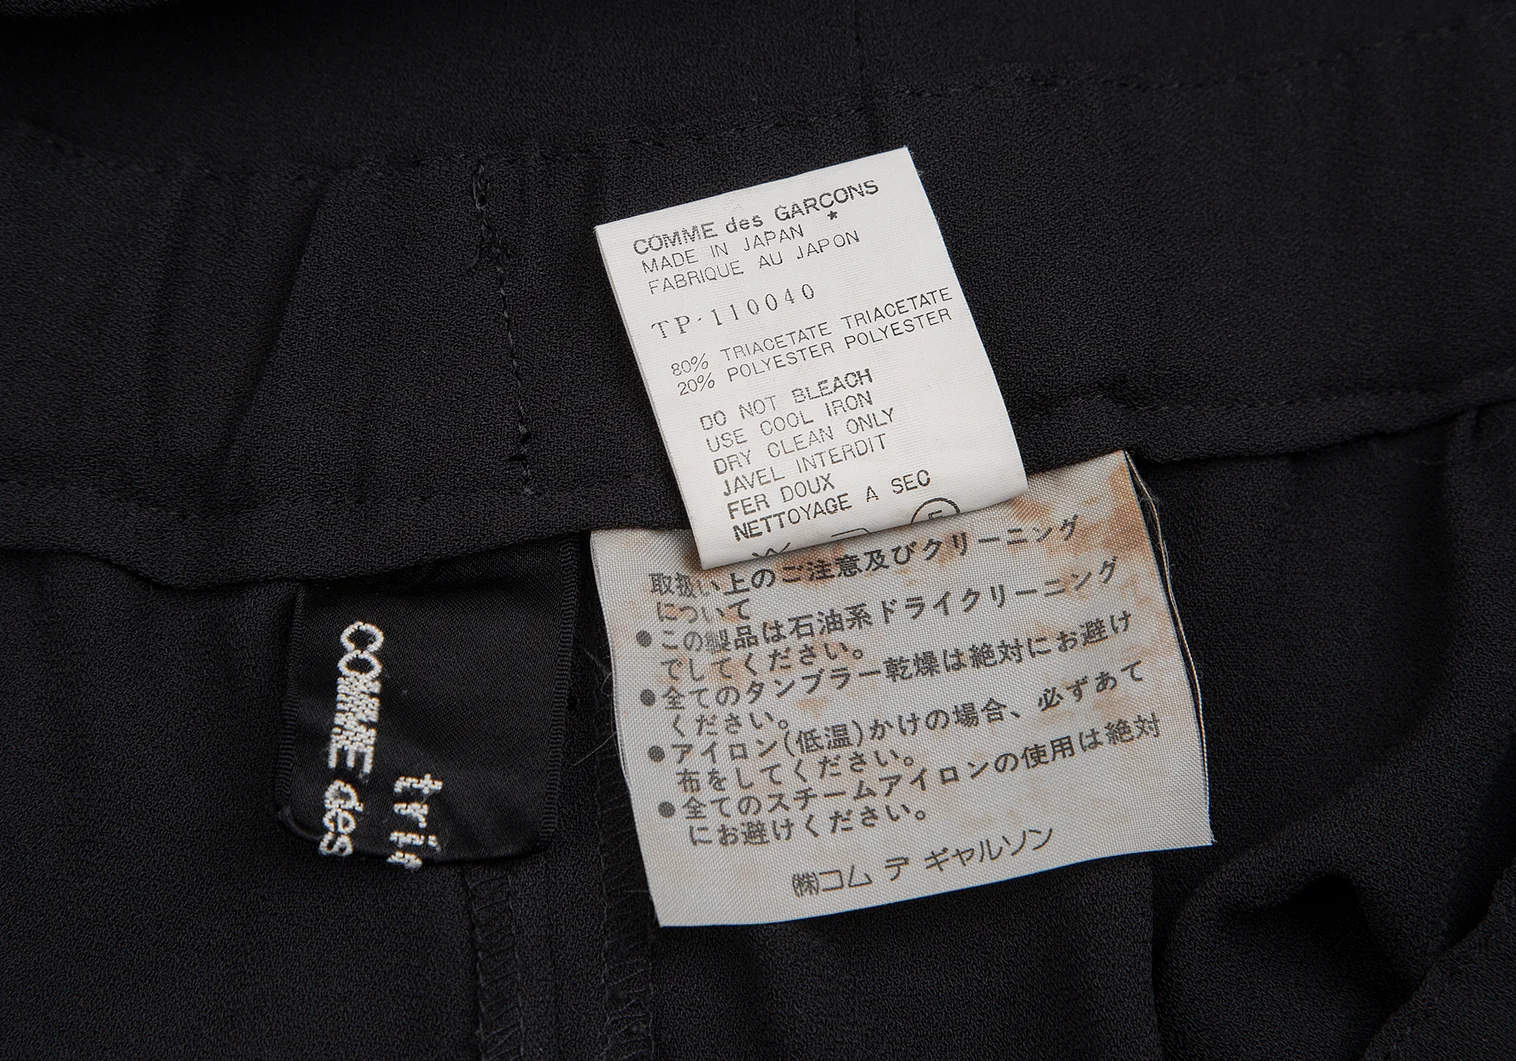 COMME des GARCONS
★
MADE IN JAPAN
FABRIQUE AU JAPON
TP-110040
80% TRIACETATE TRIACETATE
20% POLYESTER POLYESTER
DO NOT BLEACH
USE COOL IRON
DRY CLEAN ONLY
JAVEL INTERDIT
FER DOUX
NETTOYAGE A SEC
取扱い上のご注意及びクリーニング
について
●この製品は石油系ドライクリーニング
でしてください。
●全てのタンブラー乾燥は絶対にお避け
ください。
●アイロン(低温)かけの場合、必ずあて
布をしてください。
●全てのスチームアイロンの使用は絶対
にお避けください。
㈱コム デ ギャルソン
COMME des